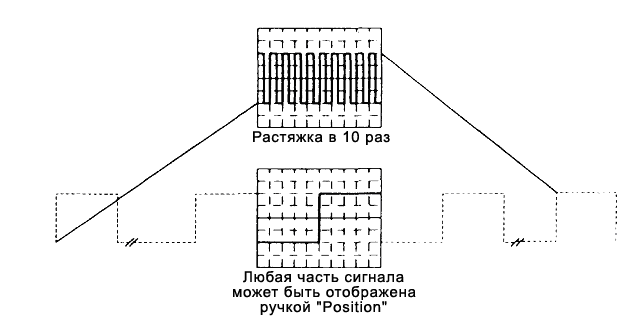 Растяжка в 10 раз
Любая часть сигнала
может быть отображена
ручкой "Position"